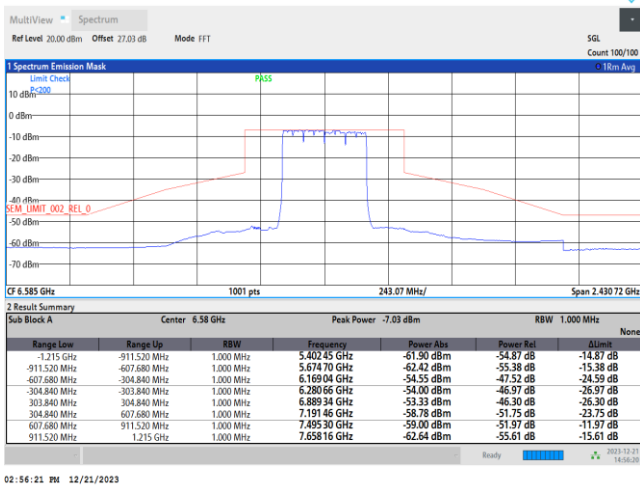 MultiView Spectrum
Ref Level 20.00 dBm Offset 27.03 dB Mode FFT SGL
Count 100/100
1 Spectrum Emission Mask 1Rm Avg
Limit Check PASS
P<200
10 dBm
0 dBm
-10 dBm
-20 dBm
-30 dBm
-40 dBm
SEM_LIMIT_002_REL_0
-50 dBm
-60 dBm
-70 dBm
CF 6.585 GHz 1001 pts 243.07 MHz/ Span 2.430 72 GHz
2 Result Summary
Sub Block A Center 6.58 GHz Peak Power -7.03 dBm RBW 1.000 MHz
None
Range Low Range Up RBW Frequency Power Abs Power Rel ΔLimit
-1.215 GHz -911.520 MHz 1.000 MHz 5.402 45 GHz -61.90 dBm -54.87 dB -14.87 dB
-911.520 MHz -607.680 MHz 1.000 MHz 5.674 70 GHz -62.42 dBm -55.38 dB -15.38 dB
-607.680 MHz -304.840 MHz 1.000 MHz 6.169 04 GHz -54.55 dBm -47.52 dB -24.59 dB
-304.840 MHz -303.840 MHz 1.000 MHz 6.280 66 GHz -54.00 dBm -46.97 dB -26.97 dB
303.840 MHz 304.840 MHz 1.000 MHz 6.889 34 GHz -53.33 dBm -46.30 dB -26.30 dB
304.840 MHz 607.680 MHz 1.000 MHz 7.191 46 GHz -58.78 dBm -51.75 dB -23.75 dB
607.680 MHz 911.520 MHz 1.000 MHz 7.495 30 GHz -59.00 dBm -51.97 dB -11.97 dB
911.520 MHz 1.215 GHz 1.000 MHz 7.658 16 GHz -62.64 dBm -55.61 dB -15.61 dB
Ready 2023-12-21
14:56:20
02:56:21 PM 12/21/2023